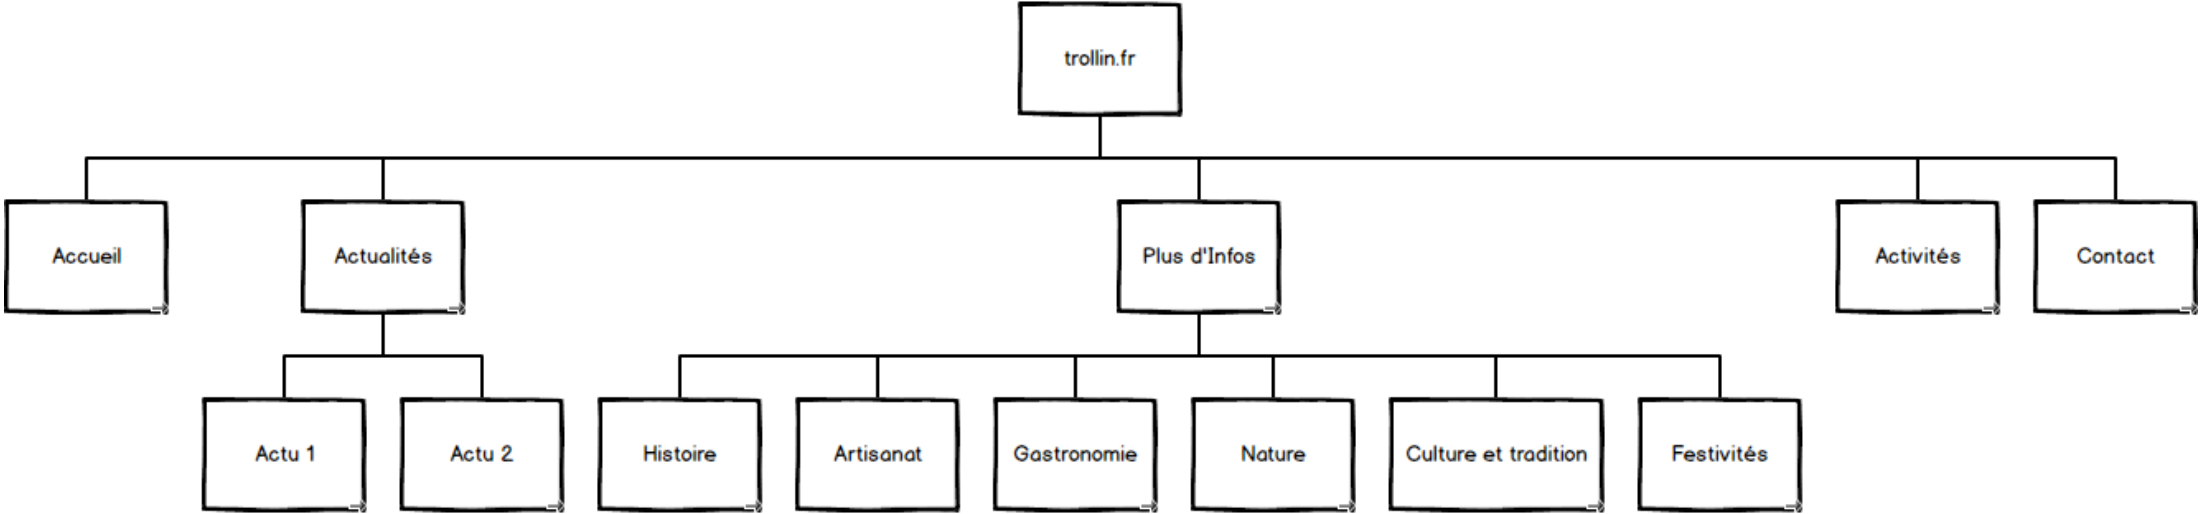 trollin.fr
Accueil
Actualités
Plus d'Infos
Activités
Contact
Actu 1
Actu 2
Histoire
Artisanat
Gastronomie
Nature
Culture et tradition
Festivités